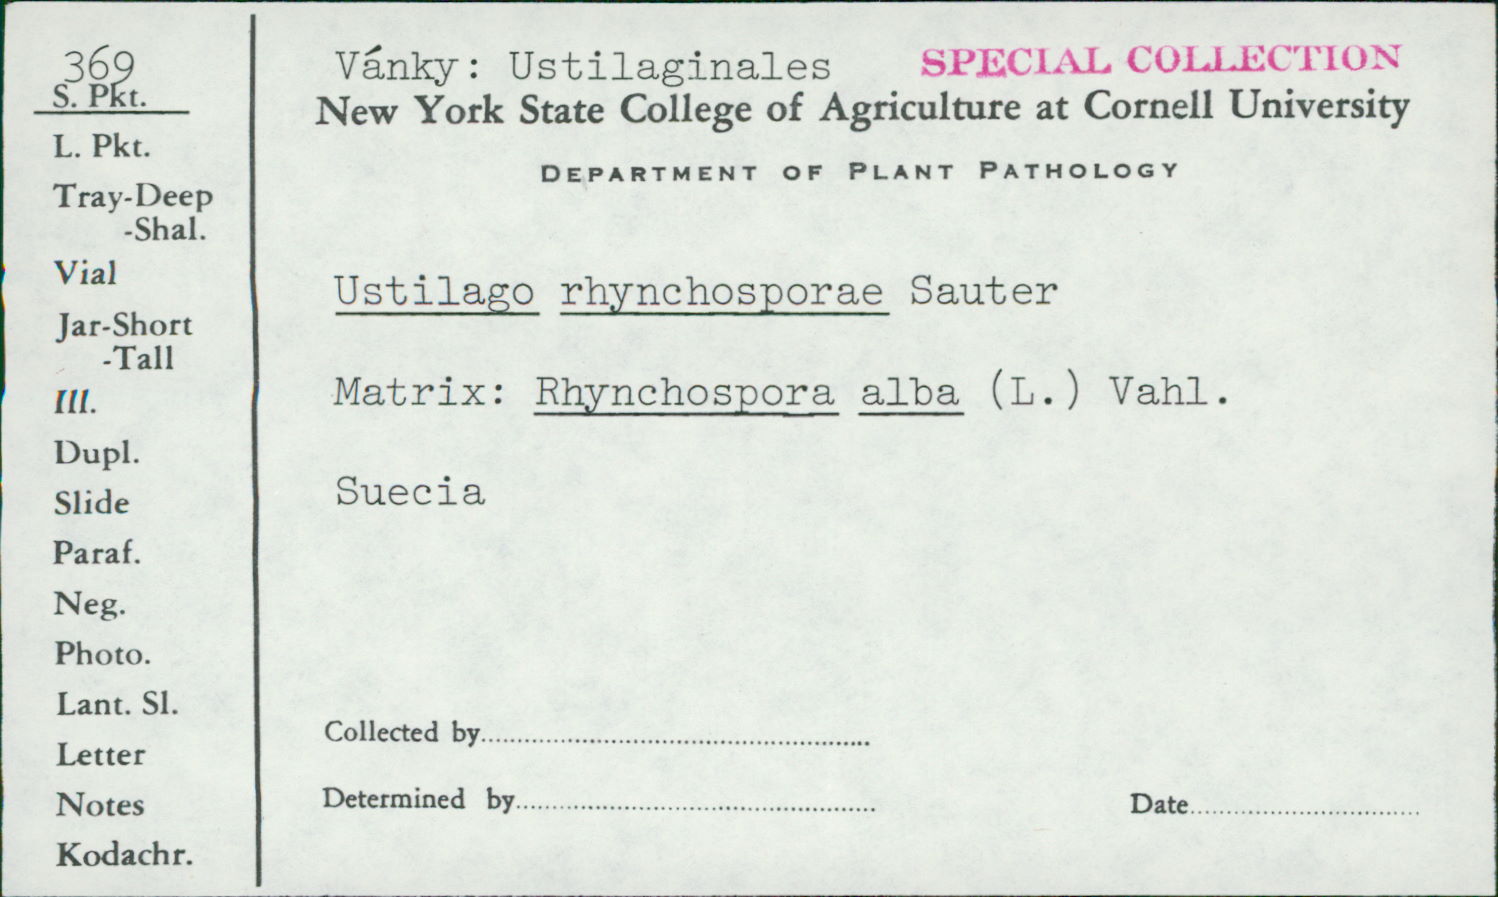 369
S. Pkt.
L. Pkt.
Tray-Deep
-Shal.
Vial
Jar-Short
-Tall
Ill.
Dupl.
Slide
Paraf.
Neg.
Photo.
Lant. Sl.
Letter
Notes
Kodachr.
Vánky: Ustilaginales SPECIAL COLLECTION
New York State College of Agriculture at Cornell University
DEPARTMENT OF PLANT PATHOLOGY
Ustilago rhynchosporae Sauter
Matrix: Rhynchospora alba (L.) Vahl.
Suecia
Collected by
Determined by
Date